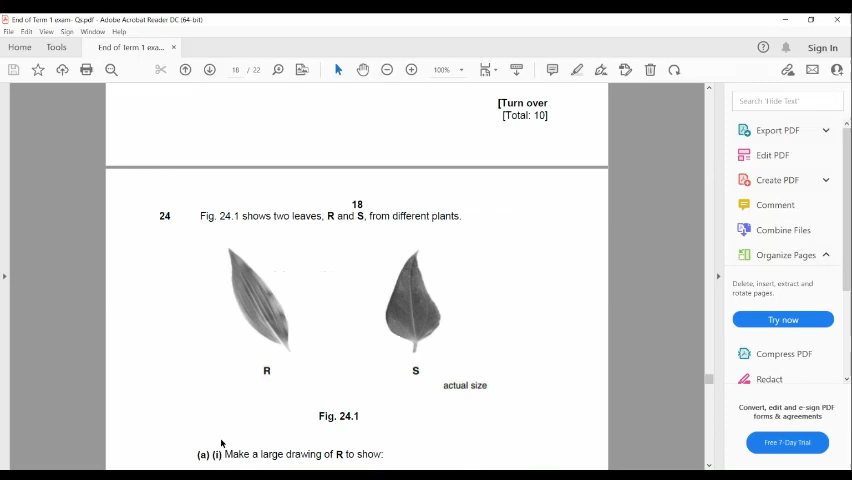 End of Term 1 exam- Qs.pdf - Adobe Acrobat Reader DC (64-bit)
File Edit View Sign Window Help
Home Tools End of Term 1 exa... × Sign In
18 / 22 100%
Search 'Hide Text'
[Turn over
[Total: 10]
18
24 Fig. 24.1 shows two leaves, R and S, from different plants.
R S
actual size
Fig. 24.1
(a) (i) Make a large drawing of R to show:
Export PDF
Edit PDF
Create PDF
Comment
Combine Files
Organize Pages
Delete, insert, extract and
rotate pages.
Try now
Compress PDF
Redact
Convert, edit and e-sign PDF
forms & agreements
Free 7-Day Trial